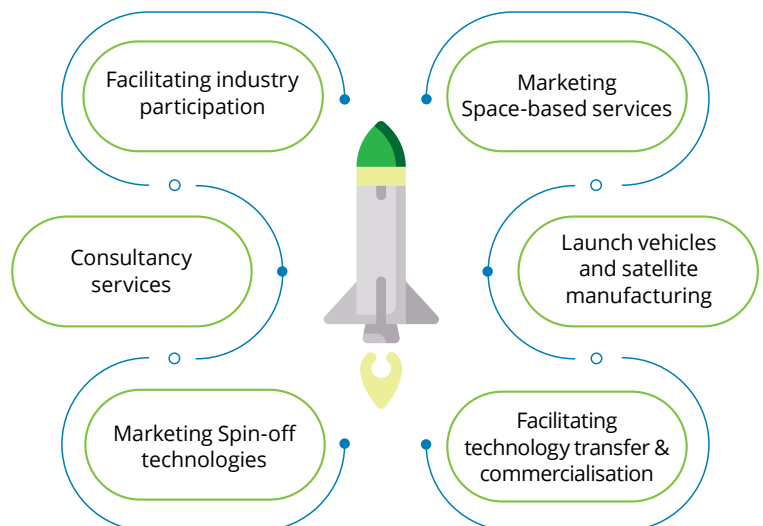 Facilitating industry
participation
Marketing
Space-based services
Consultancy
services
Launch vehicles
and satellite
manufacturing
Marketing Spin-off
technologies
Facilitating
technology transfer &
commercialisation